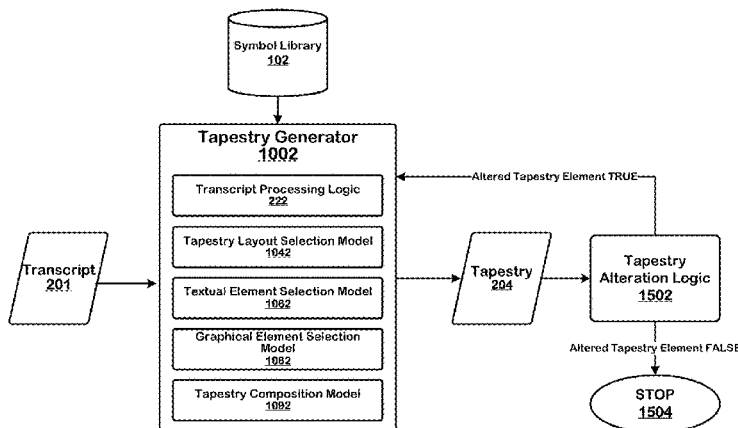 Symbol Library
102
Tapestry Generator
1002
Transcript Processing Logic
222
Tapestry Layout Selection Model
1042
Textual Element Selection Model
1062
Graphical Element Selection
Model
1082
Tapestry Composition Model
1092
Transcript
201
Tapestry
204
Altered Tapestry Element TRUE
Tapestry
Alteration Logic
1502
Altered Tapestry Element FALSE
STOP
1504